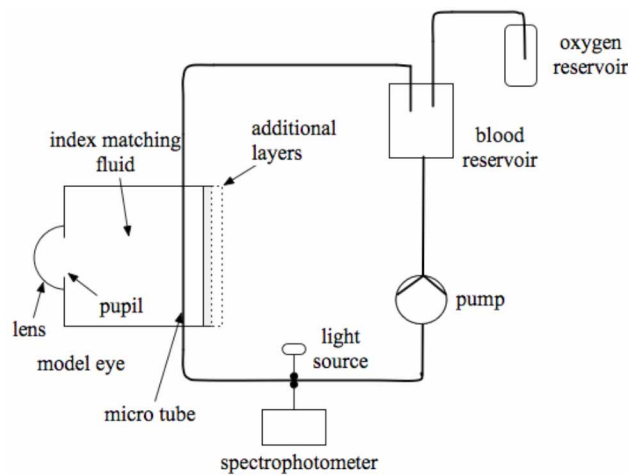 oxygen
reservoir
additional
layers
index matching
fluid
blood
reservoir
pupil
lens
pump
light
source
model eye
micro tube
spectrophotometer